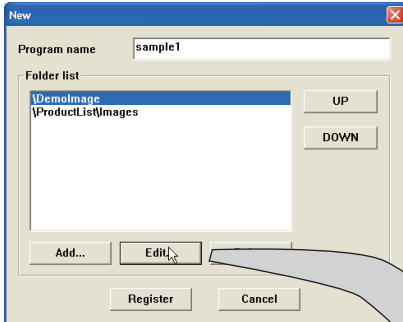 New
Program name sample1
Folder list
\DemoImage
\ProductList\Images
UP
DOWN
Add... Edit...
Register Cancel